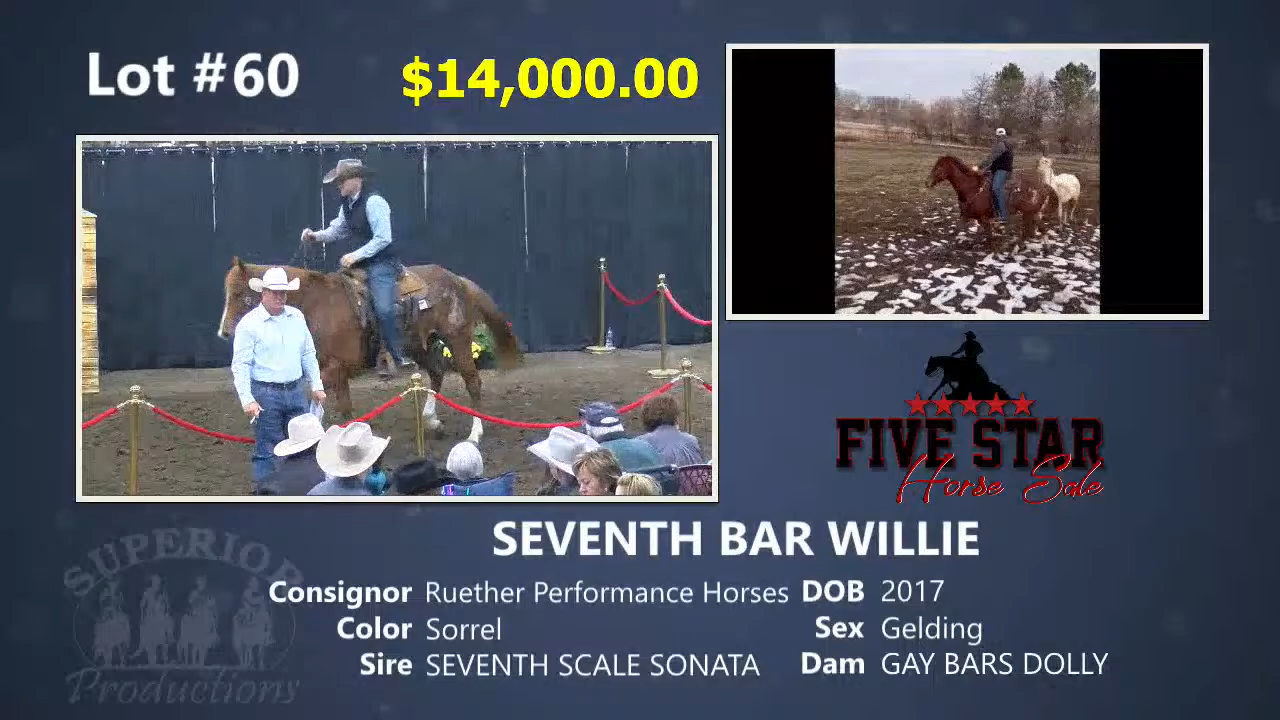 Lot #60
$14,000.00
FIVE STAR
Horse Sale
SEVENTH BAR WILLIE
Consignor Ruether Performance Horses DOB 2017
Color Sorrel Sex Gelding
Sire SEVENTH SCALE SONATA Dam GAY BARS DOLLY
SUPERIOR
Productions